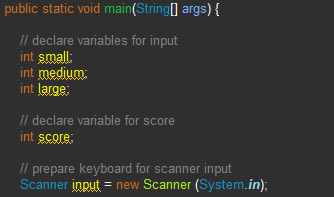 public static void main(String[] args) {
// declare variables for input
int small;
int medium;
int large;
// declare variable for score
int score;
// prepare keyboard for scanner input
Scanner input = new Scanner (System.in);